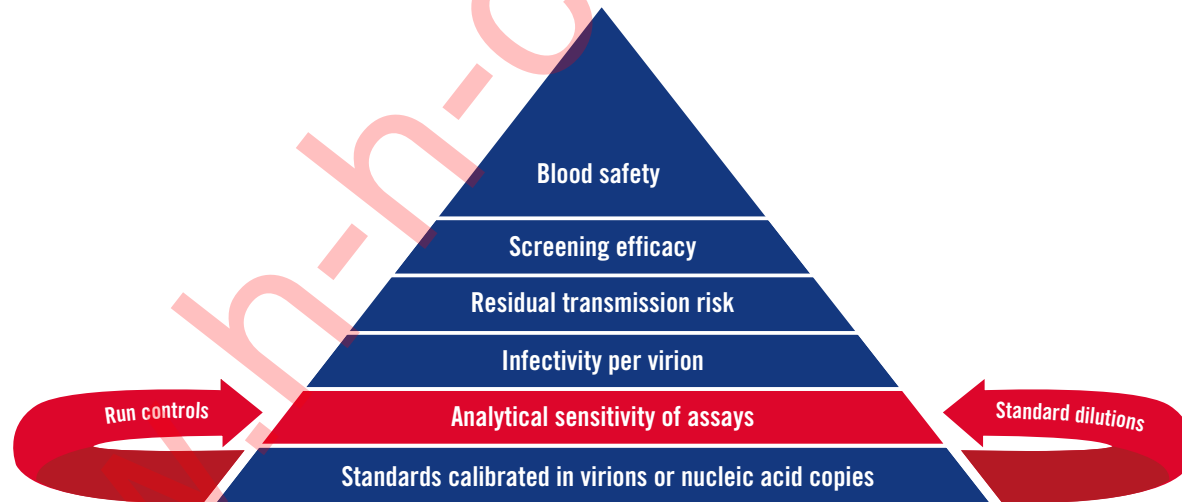 Blood safety
Screening efficacy
Residual transmission risk
Infectivity per virion
Run controls
Analytical sensitivity of assays
Standard dilutions
Standards calibrated in virions or nucleic acid copies